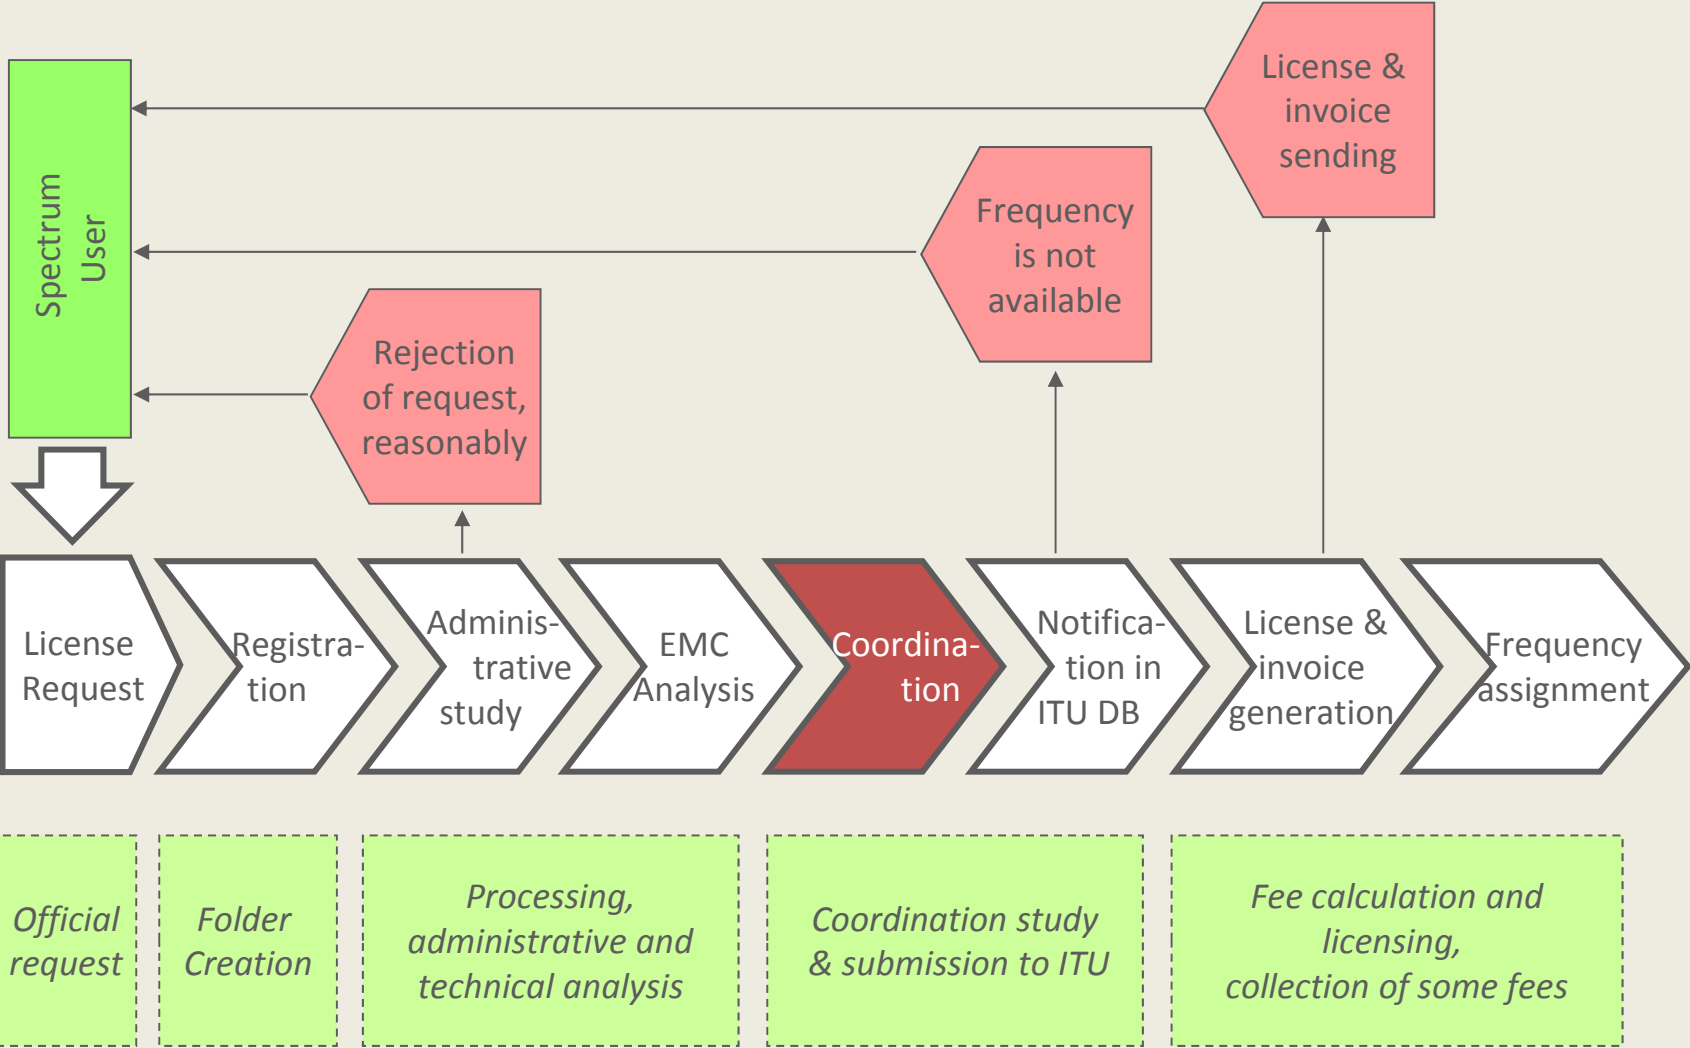 License &
invoice
sending
Spectrum
User
Frequency
is not
available
Rejection
of request,
reasonably
License
Request
Registra-
tion
Adminis-
trative
study
EMC
Analysis
Coordina-
tion
Notifica-
tion in
ITU DB
License &
invoice
generation
Frequency
assignment
Official
request
Folder
Creation
Processing,
administrative and
technical analysis
Coordination study
& submission to ITU
Fee calculation and
licensing,
collection of some fees